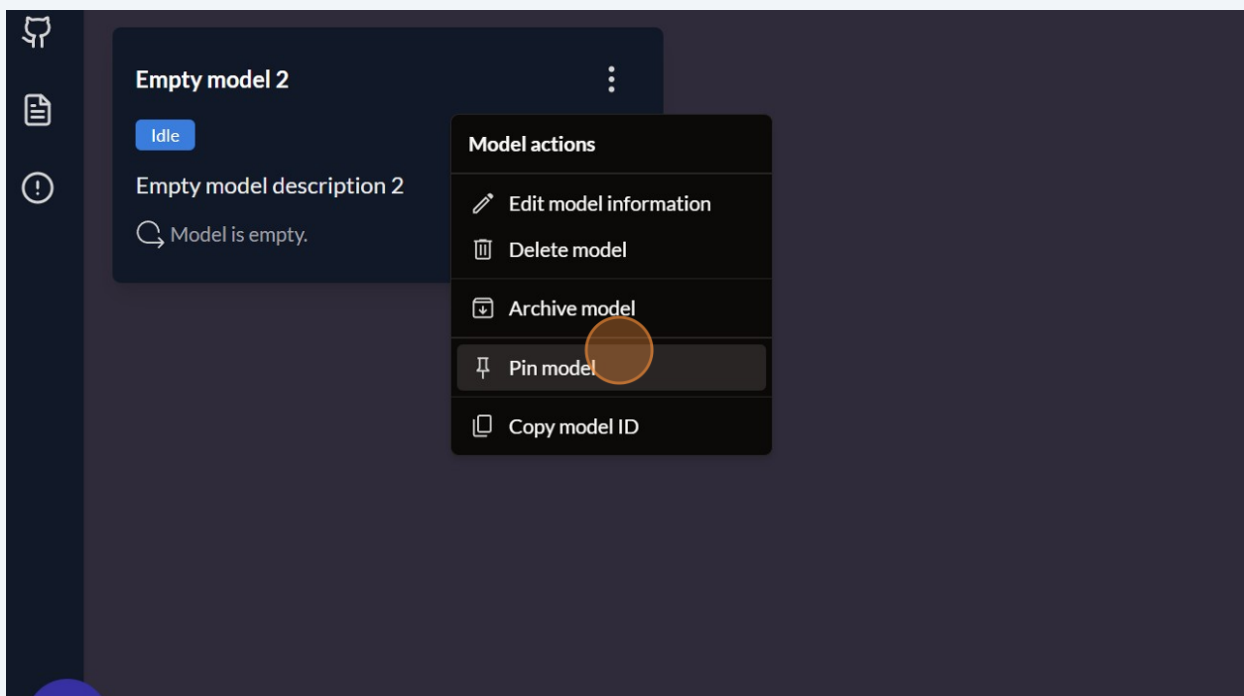 Empty model 2
Idle
Empty model description 2
Model is empty.
Model actions
Edit model information
Delete model
Archive model
Pin model
Copy model ID